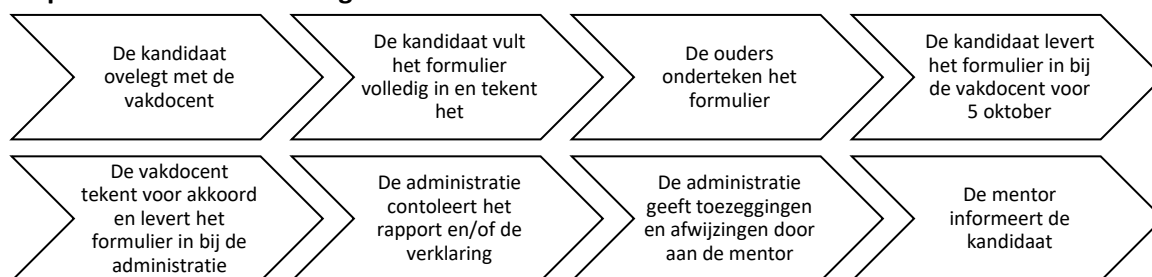 De kandidaat
ovelegt met de
vakdocent
De kandidaat vult
het formulier
volledig in en tekent
het
De ouders
onderteken het
formulier
De kandidaat levert
het formulier in bij
de vakdocent voor
5 oktober
De vakdocent
tekent voor akkoord
en levert het
formulier in bij de
administratie
De administratie
contoleert het
rapport en/of de
verklaring
De administratie
geeft toezeggingen
en afwijzingen door
aan de mentor
De mentor
informeert de
kandidaat